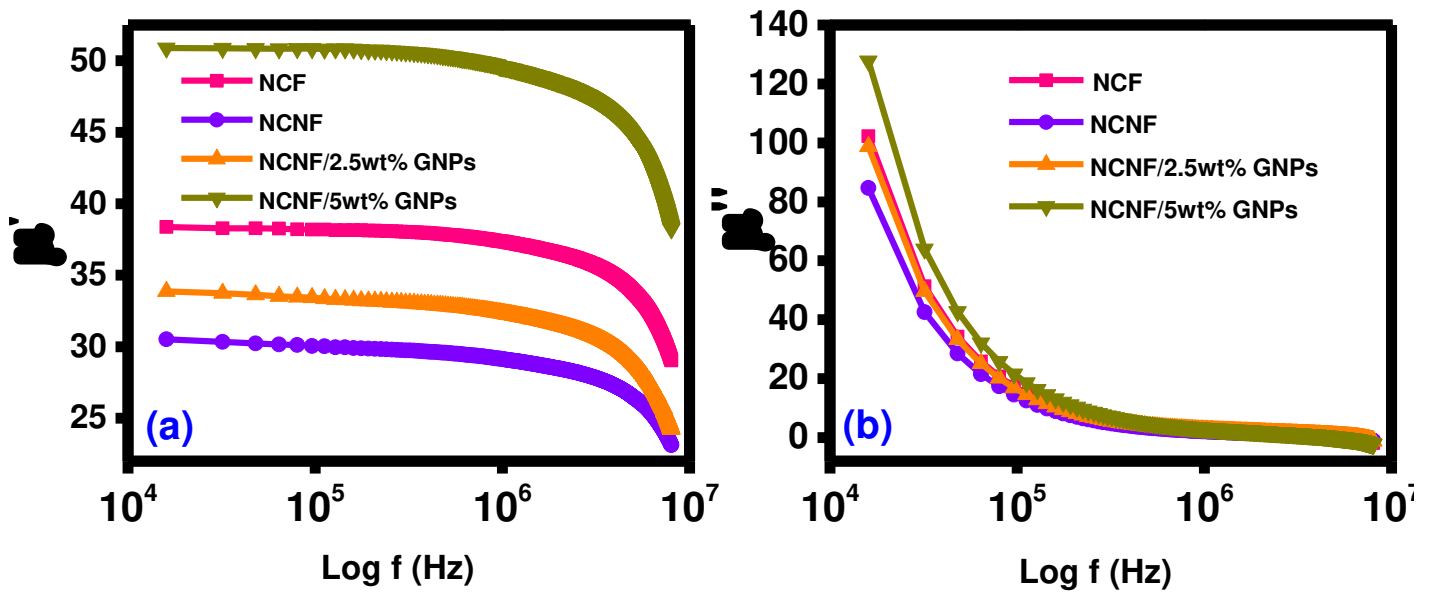 50
45
40
35
30
25
NCF
NCNF
NCNF/2.5wt% GNPs
NCNF/5wt% GNPs
(a)
10⁴ 10⁵ 10⁶ 10⁷
Log f (Hz)
140
120
100
80
60
40
20
0
NCF
NCNF
NCNF/2.5wt% GNPs
NCNF/5wt% GNPs
(b)
10⁴ 10⁵ 10⁶ 10⁷
Log f (Hz)